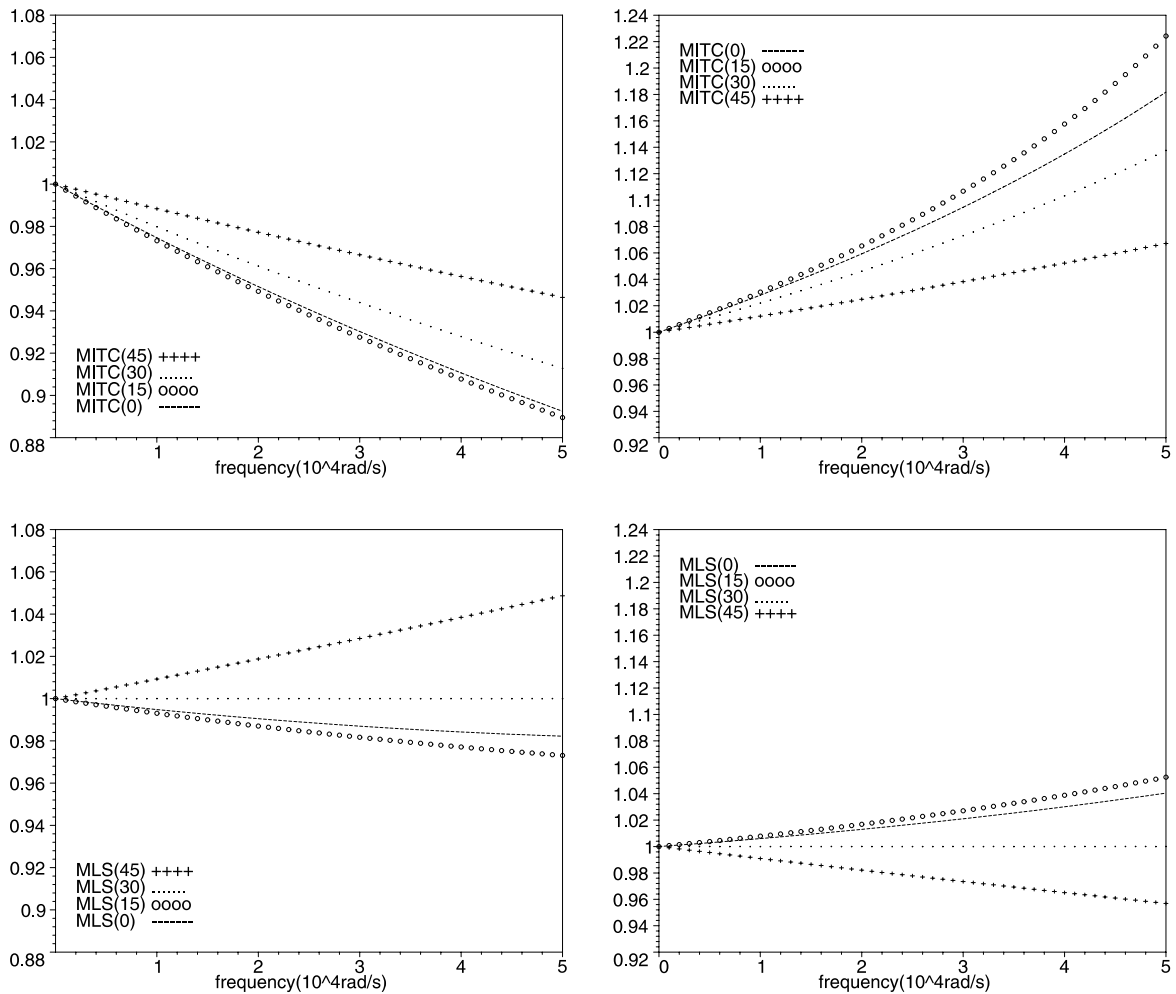 1.08
1.06
1.04
1.02
1
0.98
0.96
0.94
0.92
0.9
0.88
MITC(45) ++++
MITC(30) .......
MITC(15) oooo
MITC(0) -------
1 2 3 4 5
frequency(10^4rad/s)
1.24
1.22
1.2
1.18
1.16
1.14
1.12
1.1
1.08
1.06
1.04
1.02
1
0.98
0.96
0.94
0.92
MITC(0) -------
MITC(15) oooo
MITC(30) .......
MITC(45) ++++
0 1 2 3 4 5
frequency(10^4rad/s)
1.08
1.06
1.04
1.02
1
0.98
0.96
0.94
0.92
0.9
0.88
MLS(45) ++++
MLS(30) .......
MLS(15) oooo
MLS(0) -------
1 2 3 4 5
frequency(10^4rad/s)
1.24
1.22
1.2
1.18
1.16
1.14
1.12
1.1
1.08
1.06
1.04
1.02
1
0.98
0.96
0.94
0.92
MLS(0) -------
MLS(15) oooo
MLS(30) .......
MLS(45) ++++
0 1 2 3 4 5
frequency(10^4rad/s)